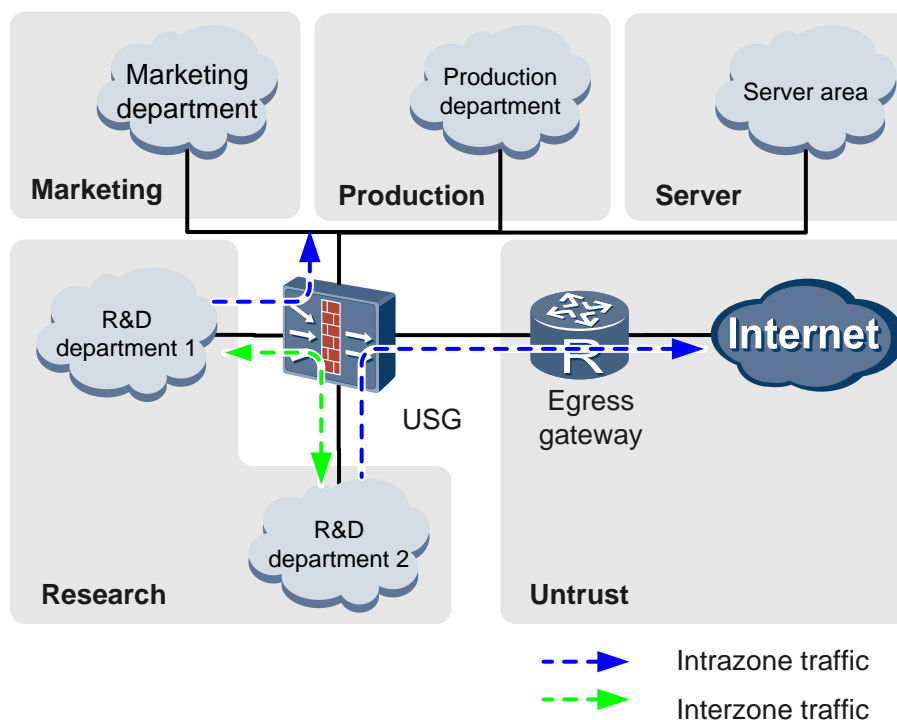 Marketing
department
Production
department
Server area
Marketing
Production
Server
R&D
department 1
Internet
R
USG
Egress
gateway
R&D
department 2
Research
Untrust
Intrazone traffic
Interzone traffic